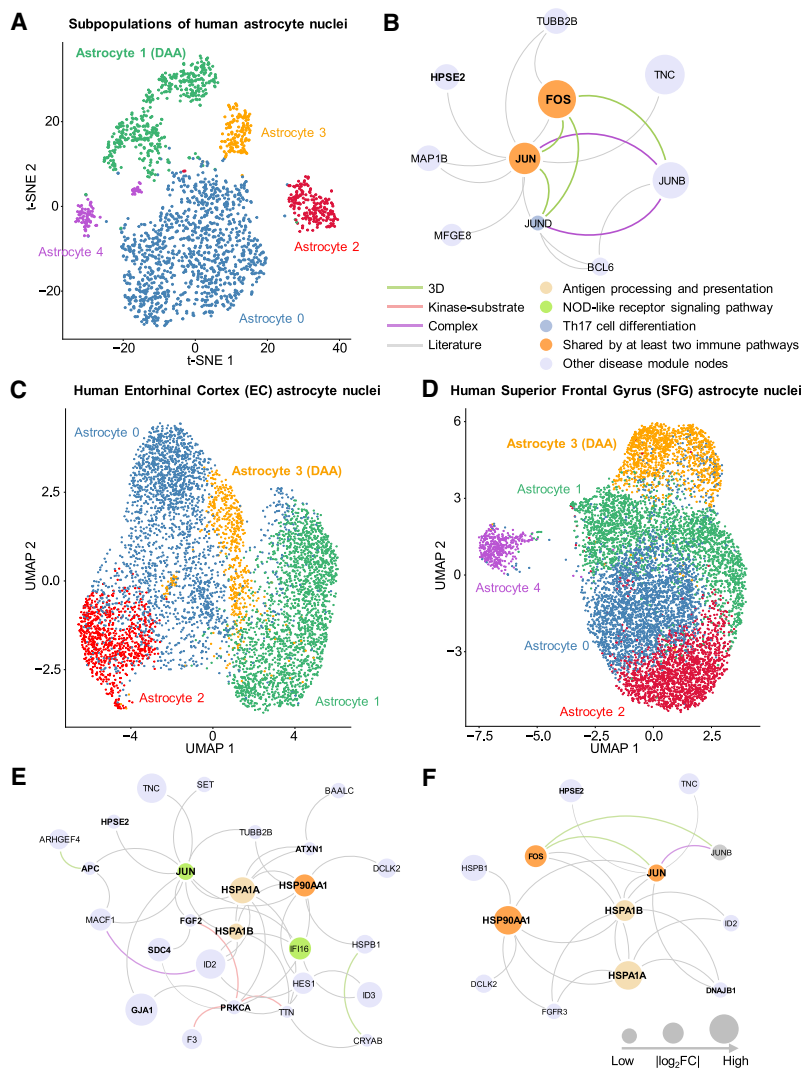 A
Subpopulations of human astrocyte nuclei
Astrocyte 1 (DAA)
Astrocyte 3
Astrocyte 4
Astrocyte 2
Astrocyte 0
20
0
−20
t-SNE 2
−20
0
20
40
t-SNE 1
B
TUBB2B
HPSE2
FOS
TNC
MAP1B
JUN
JUNB
MFGE8
JUND
BCL6
3D
Kinase-substrate
Complex
Literature
Antigen processing and presentation
NOD-like receptor signaling pathway
Th17 cell differentiation
Shared by at least two immune pathways
Other disease module nodes
C
Human Entorhinal Cortex (EC) astrocyte nuclei
Astrocyte 0
Astrocyte 3 (DAA)
Astrocyte 2
Astrocyte 1
2.5
0.0
−2.5
UMAP 2
−4
0
4
UMAP 1
D
Human Superior Frontal Gyrus (SFG) astrocyte nuclei
Astrocyte 3 (DAA)
Astrocyte 1
Astrocyte 4
Astrocyte 0
Astrocyte 2
6
3
0
−3
UMAP 2
−7.5
−5.0
−2.5
0.0
2.5
UMAP 1
E
TNC
SET
BAALC
HPSE2
ARHGEF4
TUBB2B
ATXN1
APC
JUN
HSPA1A
HSP90AA1
DCLK2
MACF1
FGF2
HSPA1B
SDC4
ID2
IFI16
HSPB1
HES1
ID3
GJA1
PRKCA
TTN
F3
CRYAB
F
HPSE2
TNC
FOS
JUNB
HSPB1
JUN
HSP90AA1
HSPA1B
ID2
HSPA1A
DCLK2
DNAJB1
FGFR3
Low
|log₂FC|
High